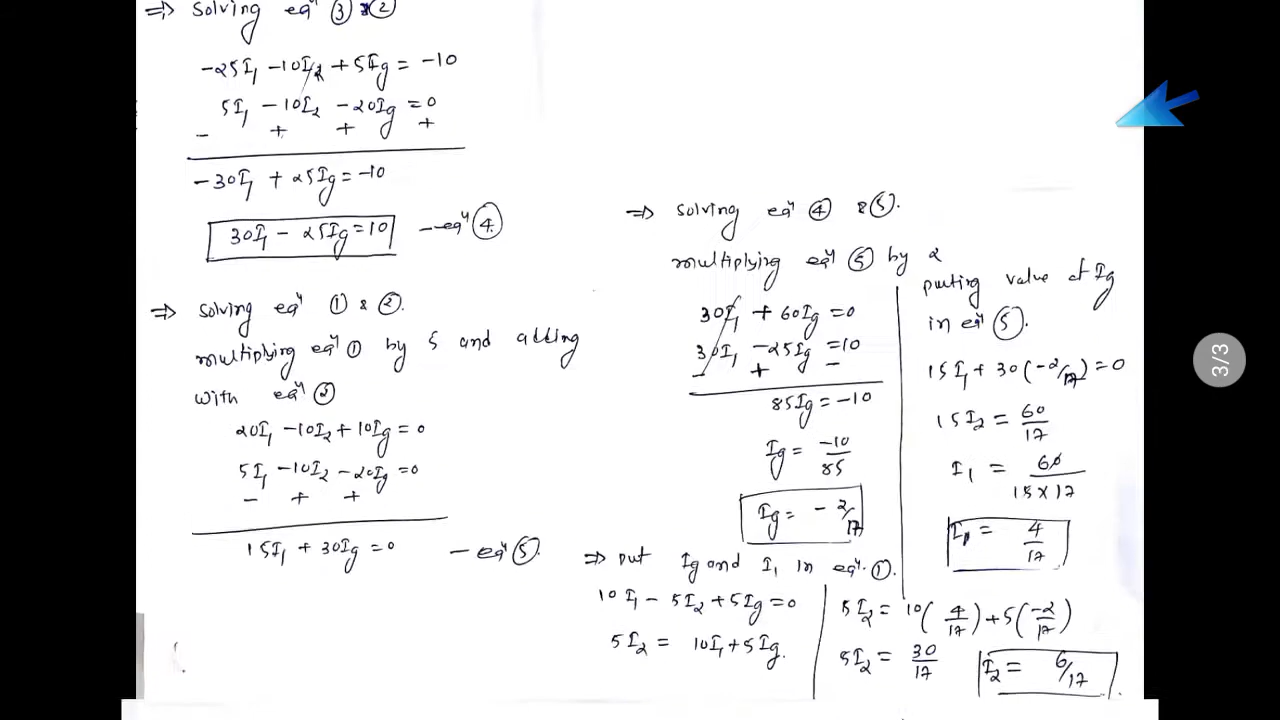 ⇒ Solving eqⁿ ③ & ②
-25I₁ -10I₂ +5Ig = -10
5I₁ -10I₂ -20Ig = 0
- + + +
-30I₁ + 25Ig = -10
30I₁ - 25Ig = 10 — eqⁿ ④
⇒ Solving eqⁿ ① & ②.
multiplying eqⁿ ① by 5 and adding
with eqⁿ ②
20I₁ -10I₂ + 10Ig = 0
5I₁ -10I₂ -20Ig = 0
- + +
15I₁ + 30Ig = 0 — eqⁿ ⑤.
⇒ Solving eqⁿ ④ & ⑤.
multiplying eqⁿ ⑤ by 2
30I₁ + 60Ig = 0
30I₁ -25Ig = 10
- + -
85Ig = -10
Ig = -10/85
Ig = -2/17
putting value of Ig
in eqⁿ ⑤.
15I₁ + 30(-2/17) = 0
15I₂ = 60/17
I₁ = 60/15×17
I₁ = 4/17
⇒ put Ig and I₁ in eqⁿ ①.
10I₁ - 5I₂ + 5Ig = 0
5I₂ = 10I₁ + 5Ig.
5I₂ = 10(4/17) + 5(-2/17)
5I₂ = 30/17
I₂ = 6/17
3/3